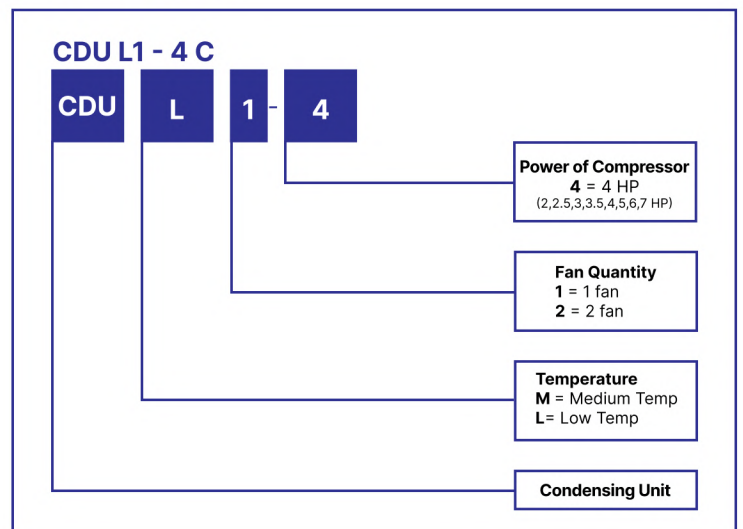 CDU L1 - 4 C
CDU L 1 - 4
Power of Compressor
4 = 4 HP
(2,2.5,3,3.5,4,5,6,7 HP)
Fan Quantity
1 = 1 fan
2 = 2 fan
Temperature
M = Medium Temp
L= Low Temp
Condensing Unit